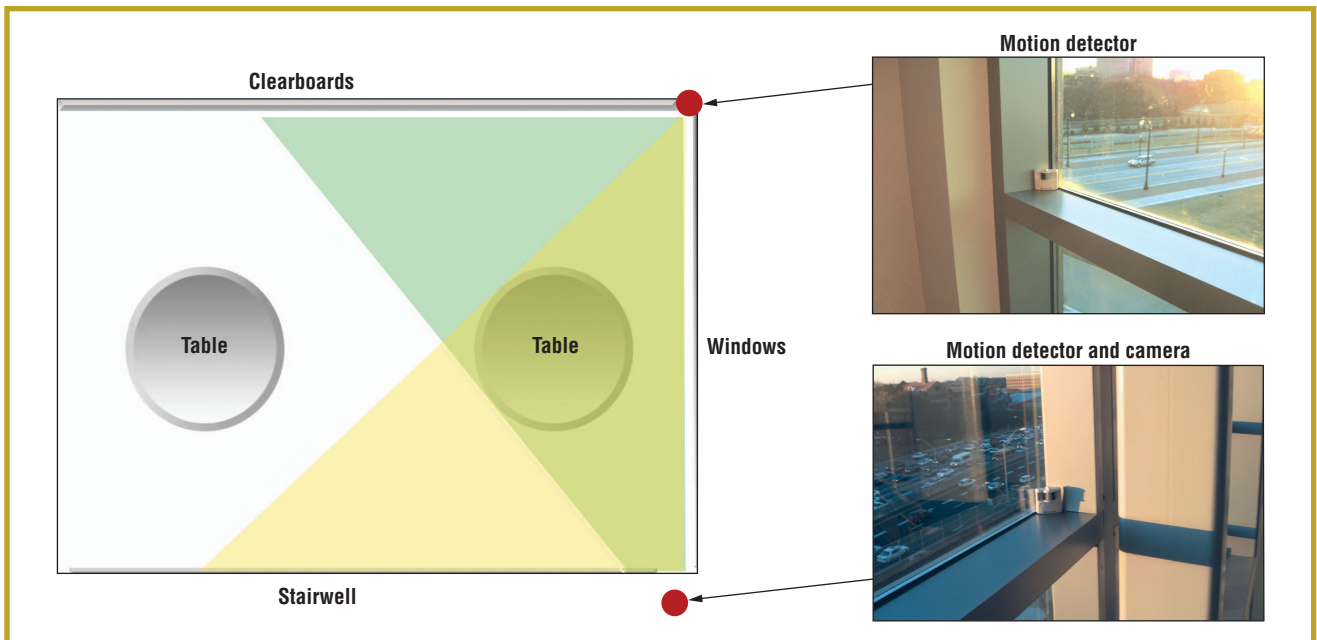 Motion detector
Clearboards
Table
Table
Windows
Motion detector and camera
Stairwell